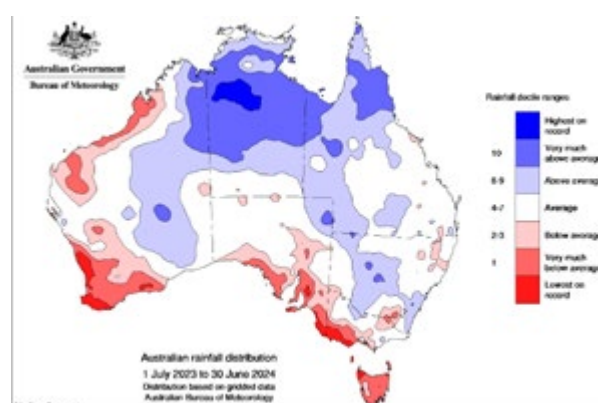 Australian Government
Bureau of Meteorology
Rainfall decile ranges
Highest on
record
10
Very much
above average
8-9
Above average
4-7
Average
2-3
Below average
1
Very much
below average
Lowest on
record
Australian rainfall distribution
1 July 2023 to 30 June 2024
Distribution based on gridded data
Australian Bureau of Meteorology